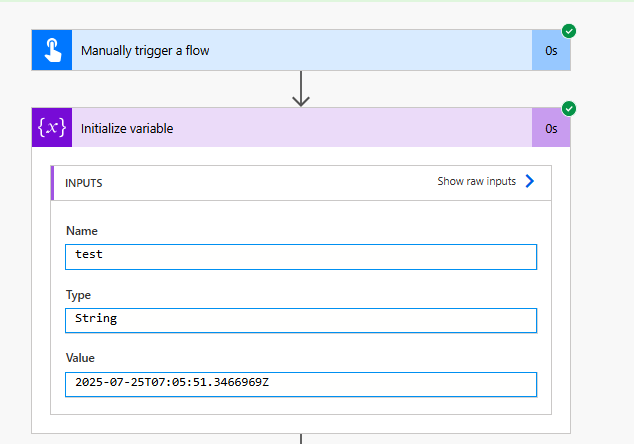 Manually trigger a flow
0s
{x}
Initialize variable
0s
INPUTS
Show raw inputs
Name
test
Type
String
Value
2025-07-25T07:05:51.3466969Z